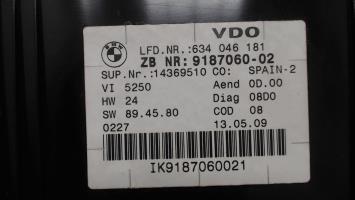 VDO
LFD.NR.:634 046 181
ZB NR:9187060-02
SUP.Nr.:14369510 CO: SPAIN-2
VI 5250 Aend 0D.00
HW 24 Diag 08D0
SW 89.45.80 COD 08
0227 13.05.09
IK9187060021